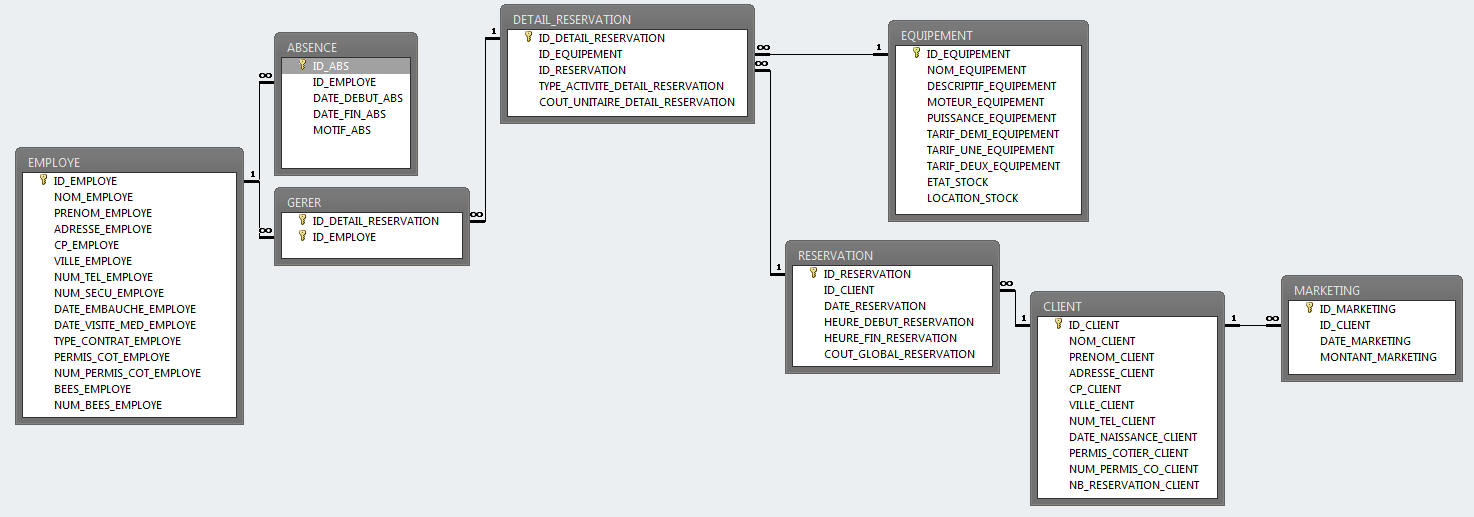 DETAIL_RESERVATION
ID_DETAIL_RESERVATION
ID_EQUIPEMENT
ID_RESERVATION
TYPE_ACTIVITE_DETAIL_RESERVATION
COUT_UNITAIRE_DETAIL_RESERVATION
EQUIPEMENT
ID_EQUIPEMENT
NOM_EQUIPEMENT
DESCRIPTIF_EQUIPEMENT
MOTEUR_EQUIPEMENT
PUISSANCE_EQUIPEMENT
TARIF_DEMI_EQUIPEMENT
TARIF_UNE_EQUIPEMENT
TARIF_DEUX_EQUIPEMENT
ETAT_STOCK
LOCATION_STOCK
ABSENCE
ID_ABS
ID_EMPLOYE
DATE_DEBUT_ABS
DATE_FIN_ABS
MOTIF_ABS
EMPLOYE
ID_EMPLOYE
NOM_EMPLOYE
PRENOM_EMPLOYE
ADRESSE_EMPLOYE
CP_EMPLOYE
VILLE_EMPLOYE
NUM_TEL_EMPLOYE
NUM_SECU_EMPLOYE
DATE_EMBAUCHE_EMPLOYE
DATE_VISITE_MED_EMPLOYE
TYPE_CONTRAT_EMPLOYE
PERMIS_COT_EMPLOYE
NUM_PERMIS_COT_EMPLOYE
BEES_EMPLOYE
NUM_BEES_EMPLOYE
GERER
ID_DETAIL_RESERVATION
ID_EMPLOYE
RESERVATION
ID_RESERVATION
ID_CLIENT
DATE_RESERVATION
HEURE_DEBUT_RESERVATION
HEURE_FIN_RESERVATION
COUT_GLOBAL_RESERVATION
CLIENT
ID_CLIENT
NOM_CLIENT
PRENOM_CLIENT
ADRESSE_CLIENT
CP_CLIENT
VILLE_CLIENT
NUM_TEL_CLIENT
DATE_NAISSANCE_CLIENT
PERMIS_COTIER_CLIENT
NUM_PERMIS_CO_CLIENT
NB_RESERVATION_CLIENT
MARKETING
ID_MARKETING
ID_CLIENT
DATE_MARKETING
MONTANT_MARKETING
1
∞
1
∞
∞
1
∞
∞
1
1
∞
1
1
∞